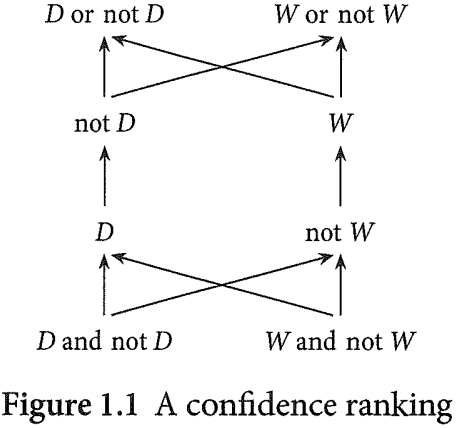 D or not D W or not W
not D W
D not W
D and not D W and not W
Figure 1.1 A confidence ranking